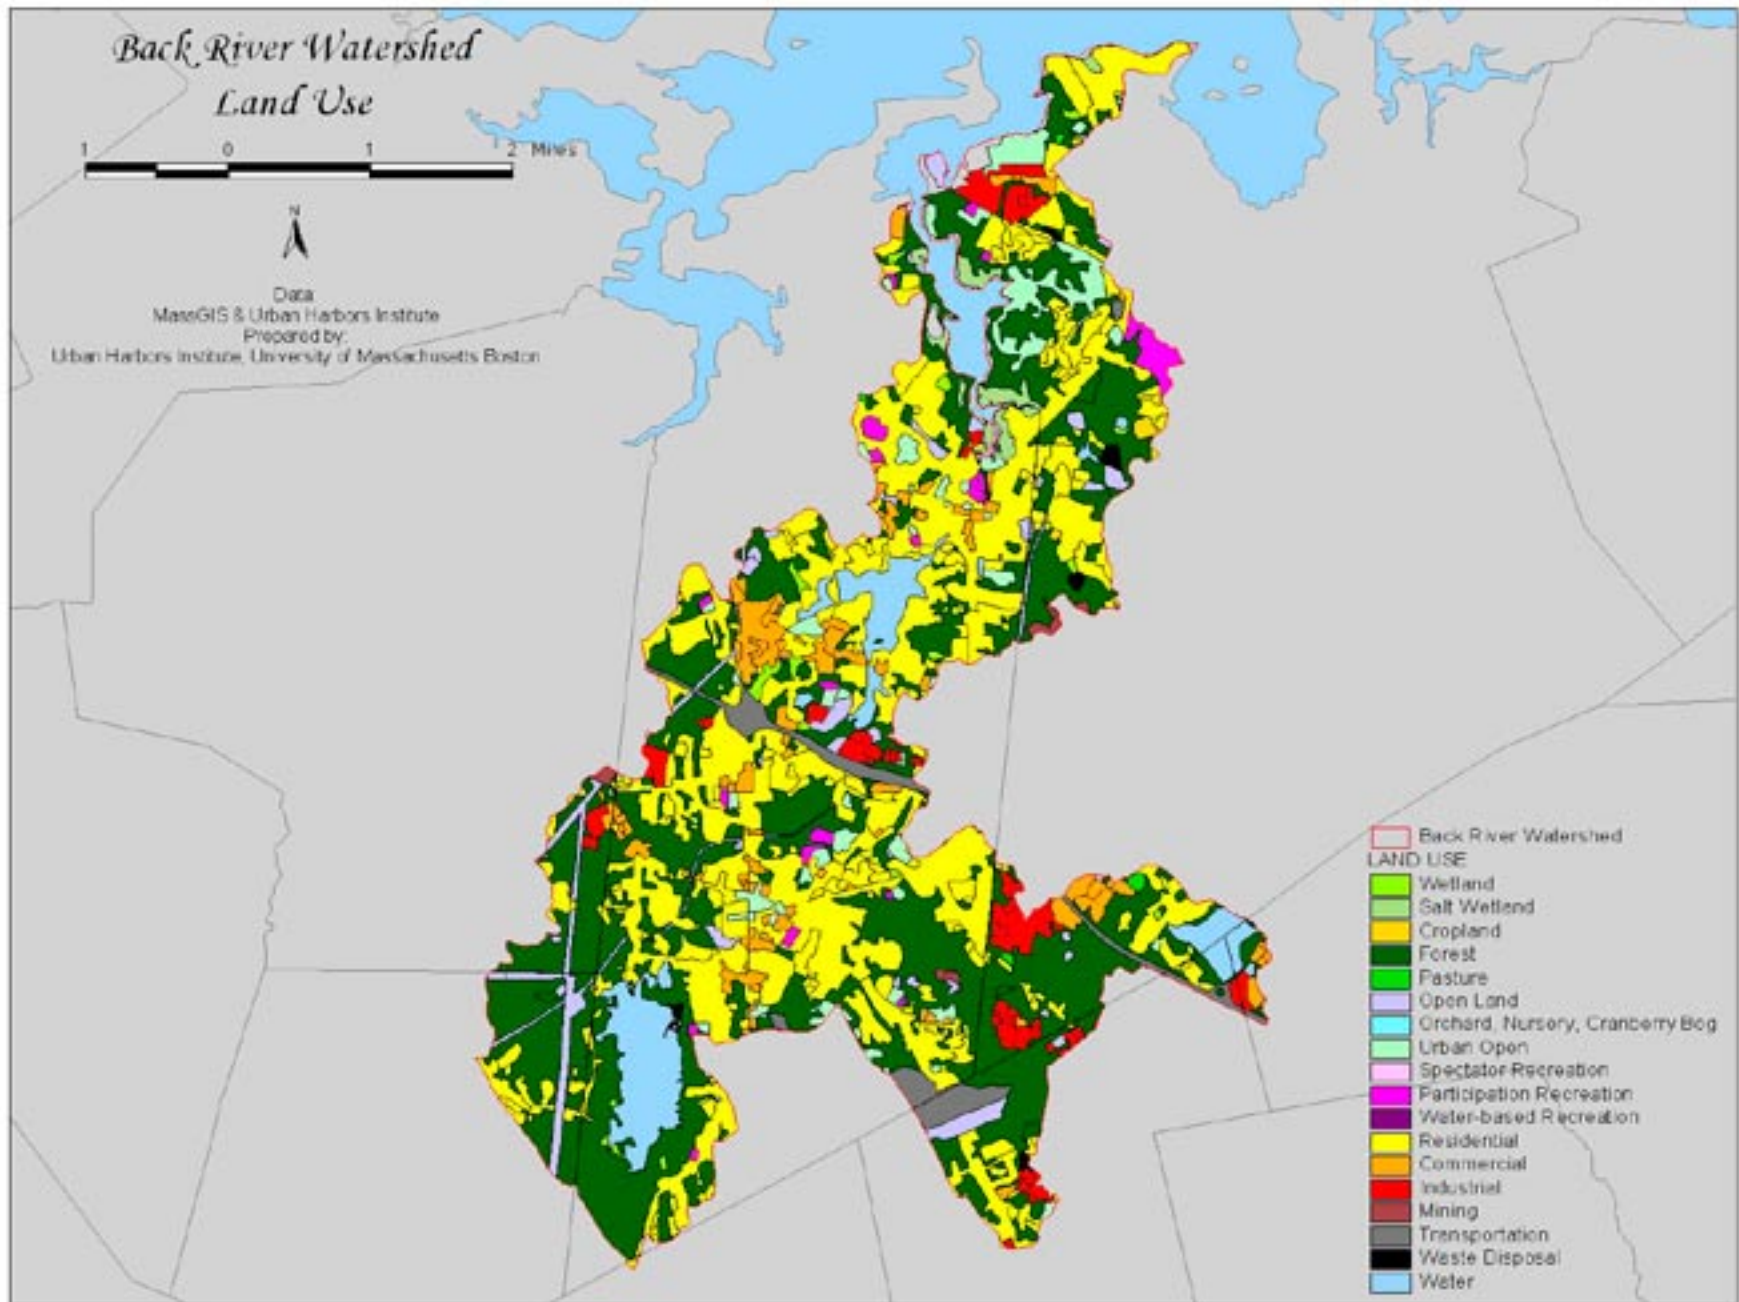 Back River Watershed
Land Use
1 0 1 2 Miles
N
Data
MassGIS & Urban Harbors Institute
Prepared by:
Urban Harbors Institute, University of Massachusetts Boston
Back River Watershed
LAND USE
Wetland
Salt Wetland
Cropland
Forest
Pasture
Open Land
Orchard, Nursery, Cranberry Bog
Urban Open
Spectator Recreation
Participation Recreation
Water-based Recreation
Residential
Commercial
Industrial
Mining
Transportation
Waste Disposal
Water